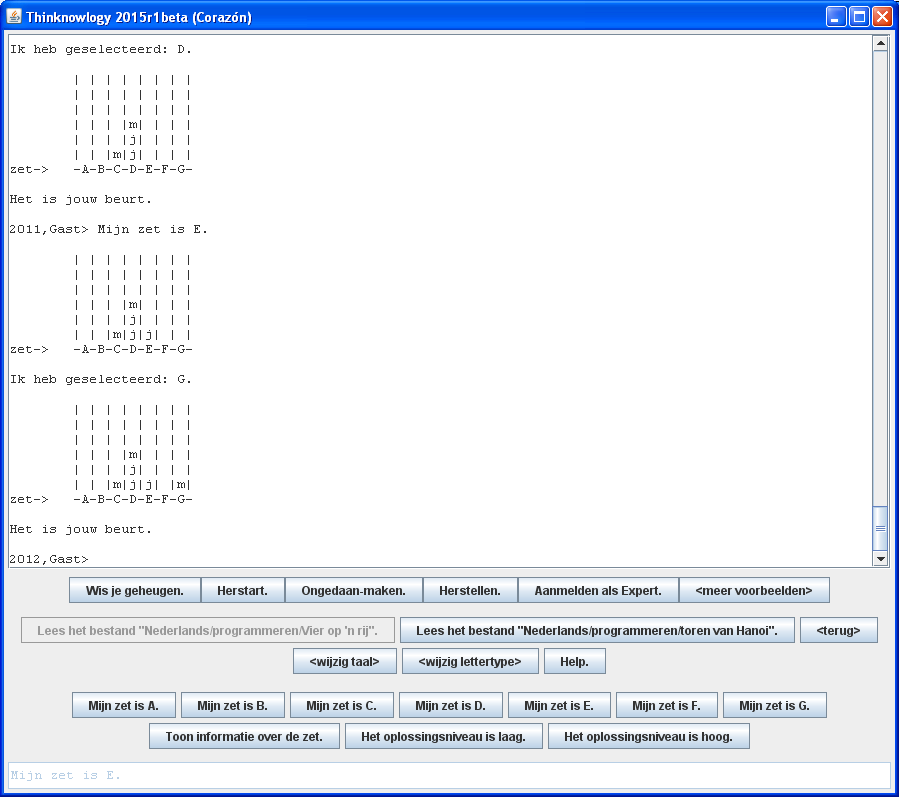 Thinknowlogy 2015r1beta (Corazón)
Ik heb geselecteerd: D.
| | | | | | | |
| | | | | | | |
| | | | | | | |
| | | |m| | | |
| | | |j| | | |
| | |m|j| | | |
zet-> -A-B-C-D-E-F-G-
Het is jouw beurt.
2011,Gast> Mijn zet is E.
| | | | | | | |
| | | | | | | |
| | | | | | | |
| | | |m| | | |
| | | |j| | | |
| | |m|j|j| | |
zet-> -A-B-C-D-E-F-G-
Ik heb geselecteerd: G.
| | | | | | | |
| | | | | | | |
| | | | | | | |
| | | |m| | | |
| | | |j| | | |
| | |m|j|j| |m|
zet-> -A-B-C-D-E-F-G-
Het is jouw beurt.
2012,Gast>
Wis je geheugen. Herstart. Ongedaan-maken. Herstellen. Aanmelden als Expert. <meer voorbeelden>
Lees het bestand "Nederlands/programmeren/Vier op 'n rij". Lees het bestand "Nederlands/programmeren/toren van Hanoi". <terug>
<wijzig taal> <wijzig lettertype> Help.
Mijn zet is A. Mijn zet is B. Mijn zet is C. Mijn zet is D. Mijn zet is E. Mijn zet is F. Mijn zet is G.
Toon informatie over de zet. Het oplossingsniveau is laag. Het oplossingsniveau is hoog.
Mijn zet is E.